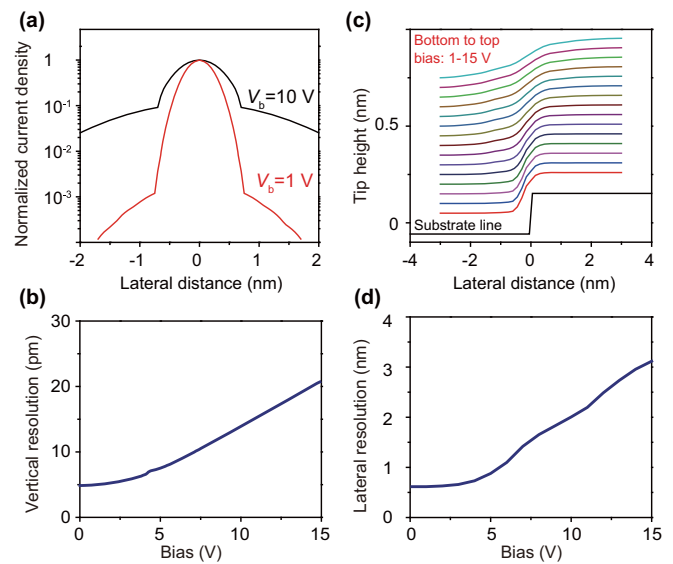 (a)
Normalized current density
1
10⁻¹
10⁻²
10⁻³
V_b=10 V
V_b=1 V
-2
-1
0
1
2
Lateral distance (nm)
(c)
Tip height (nm)
0.5
0
Bottom to top
bias: 1-15 V
Substrate line
-4
-2
0
2
4
Lateral distance (nm)
(b)
Vertical resolution (pm)
30
20
10
0
0
5
10
15
Bias (V)
(d)
Lateral resolution (nm)
4
3
2
1
0
0
5
10
15
Bias (V)